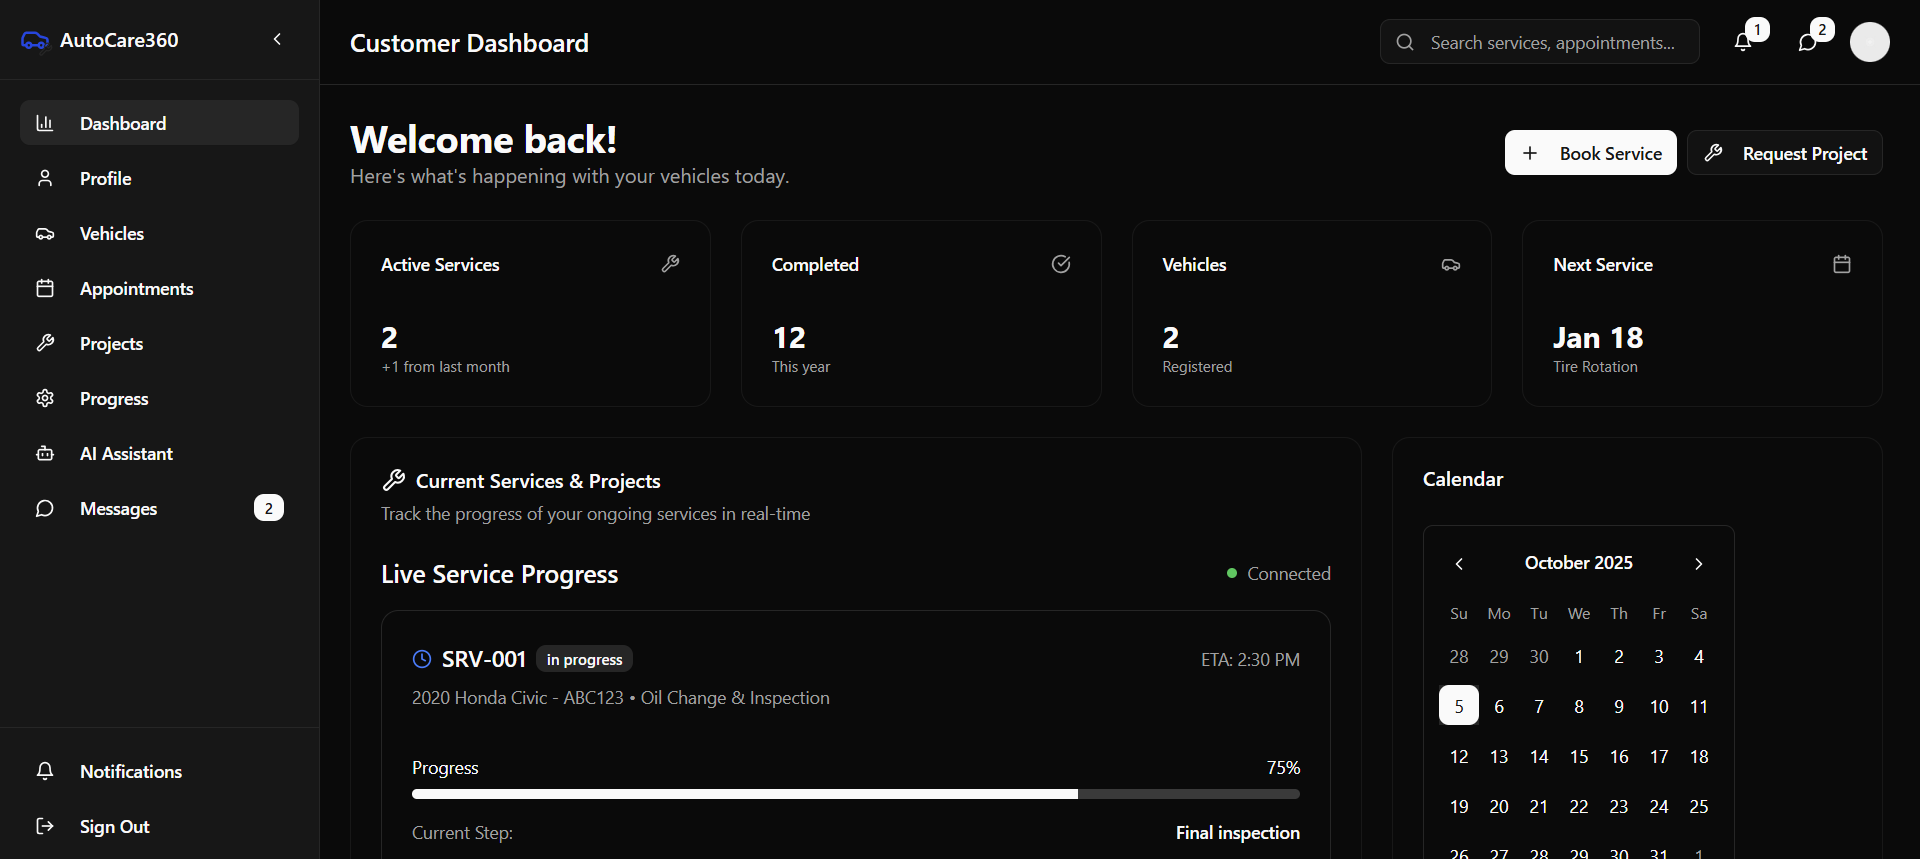 AutoCare360
Dashboard
Profile
Vehicles
Appointments
Projects
Progress
AI Assistant
Messages 2
Notifications
Sign Out
Customer Dashboard
Search services, appointments...
1
2
Welcome back!
Here's what's happening with your vehicles today.
Book Service
Request Project
Active Services
2
+1 from last month
Completed
12
This year
Vehicles
2
Registered
Next Service
Jan 18
Tire Rotation
Current Services & Projects
Track the progress of your ongoing services in real-time
Live Service Progress
Connected
SRV-001 in progress
ETA: 2:30 PM
2020 Honda Civic - ABC123 • Oil Change & Inspection
Progress 75%
Current Step: Final inspection
Calendar
October 2025
Su Mo Tu We Th Fr Sa
28 29 30 1 2 3 4
5 6 7 8 9 10 11
12 13 14 15 16 17 18
19 20 21 22 23 24 25
26 27 28 29 30 31 1